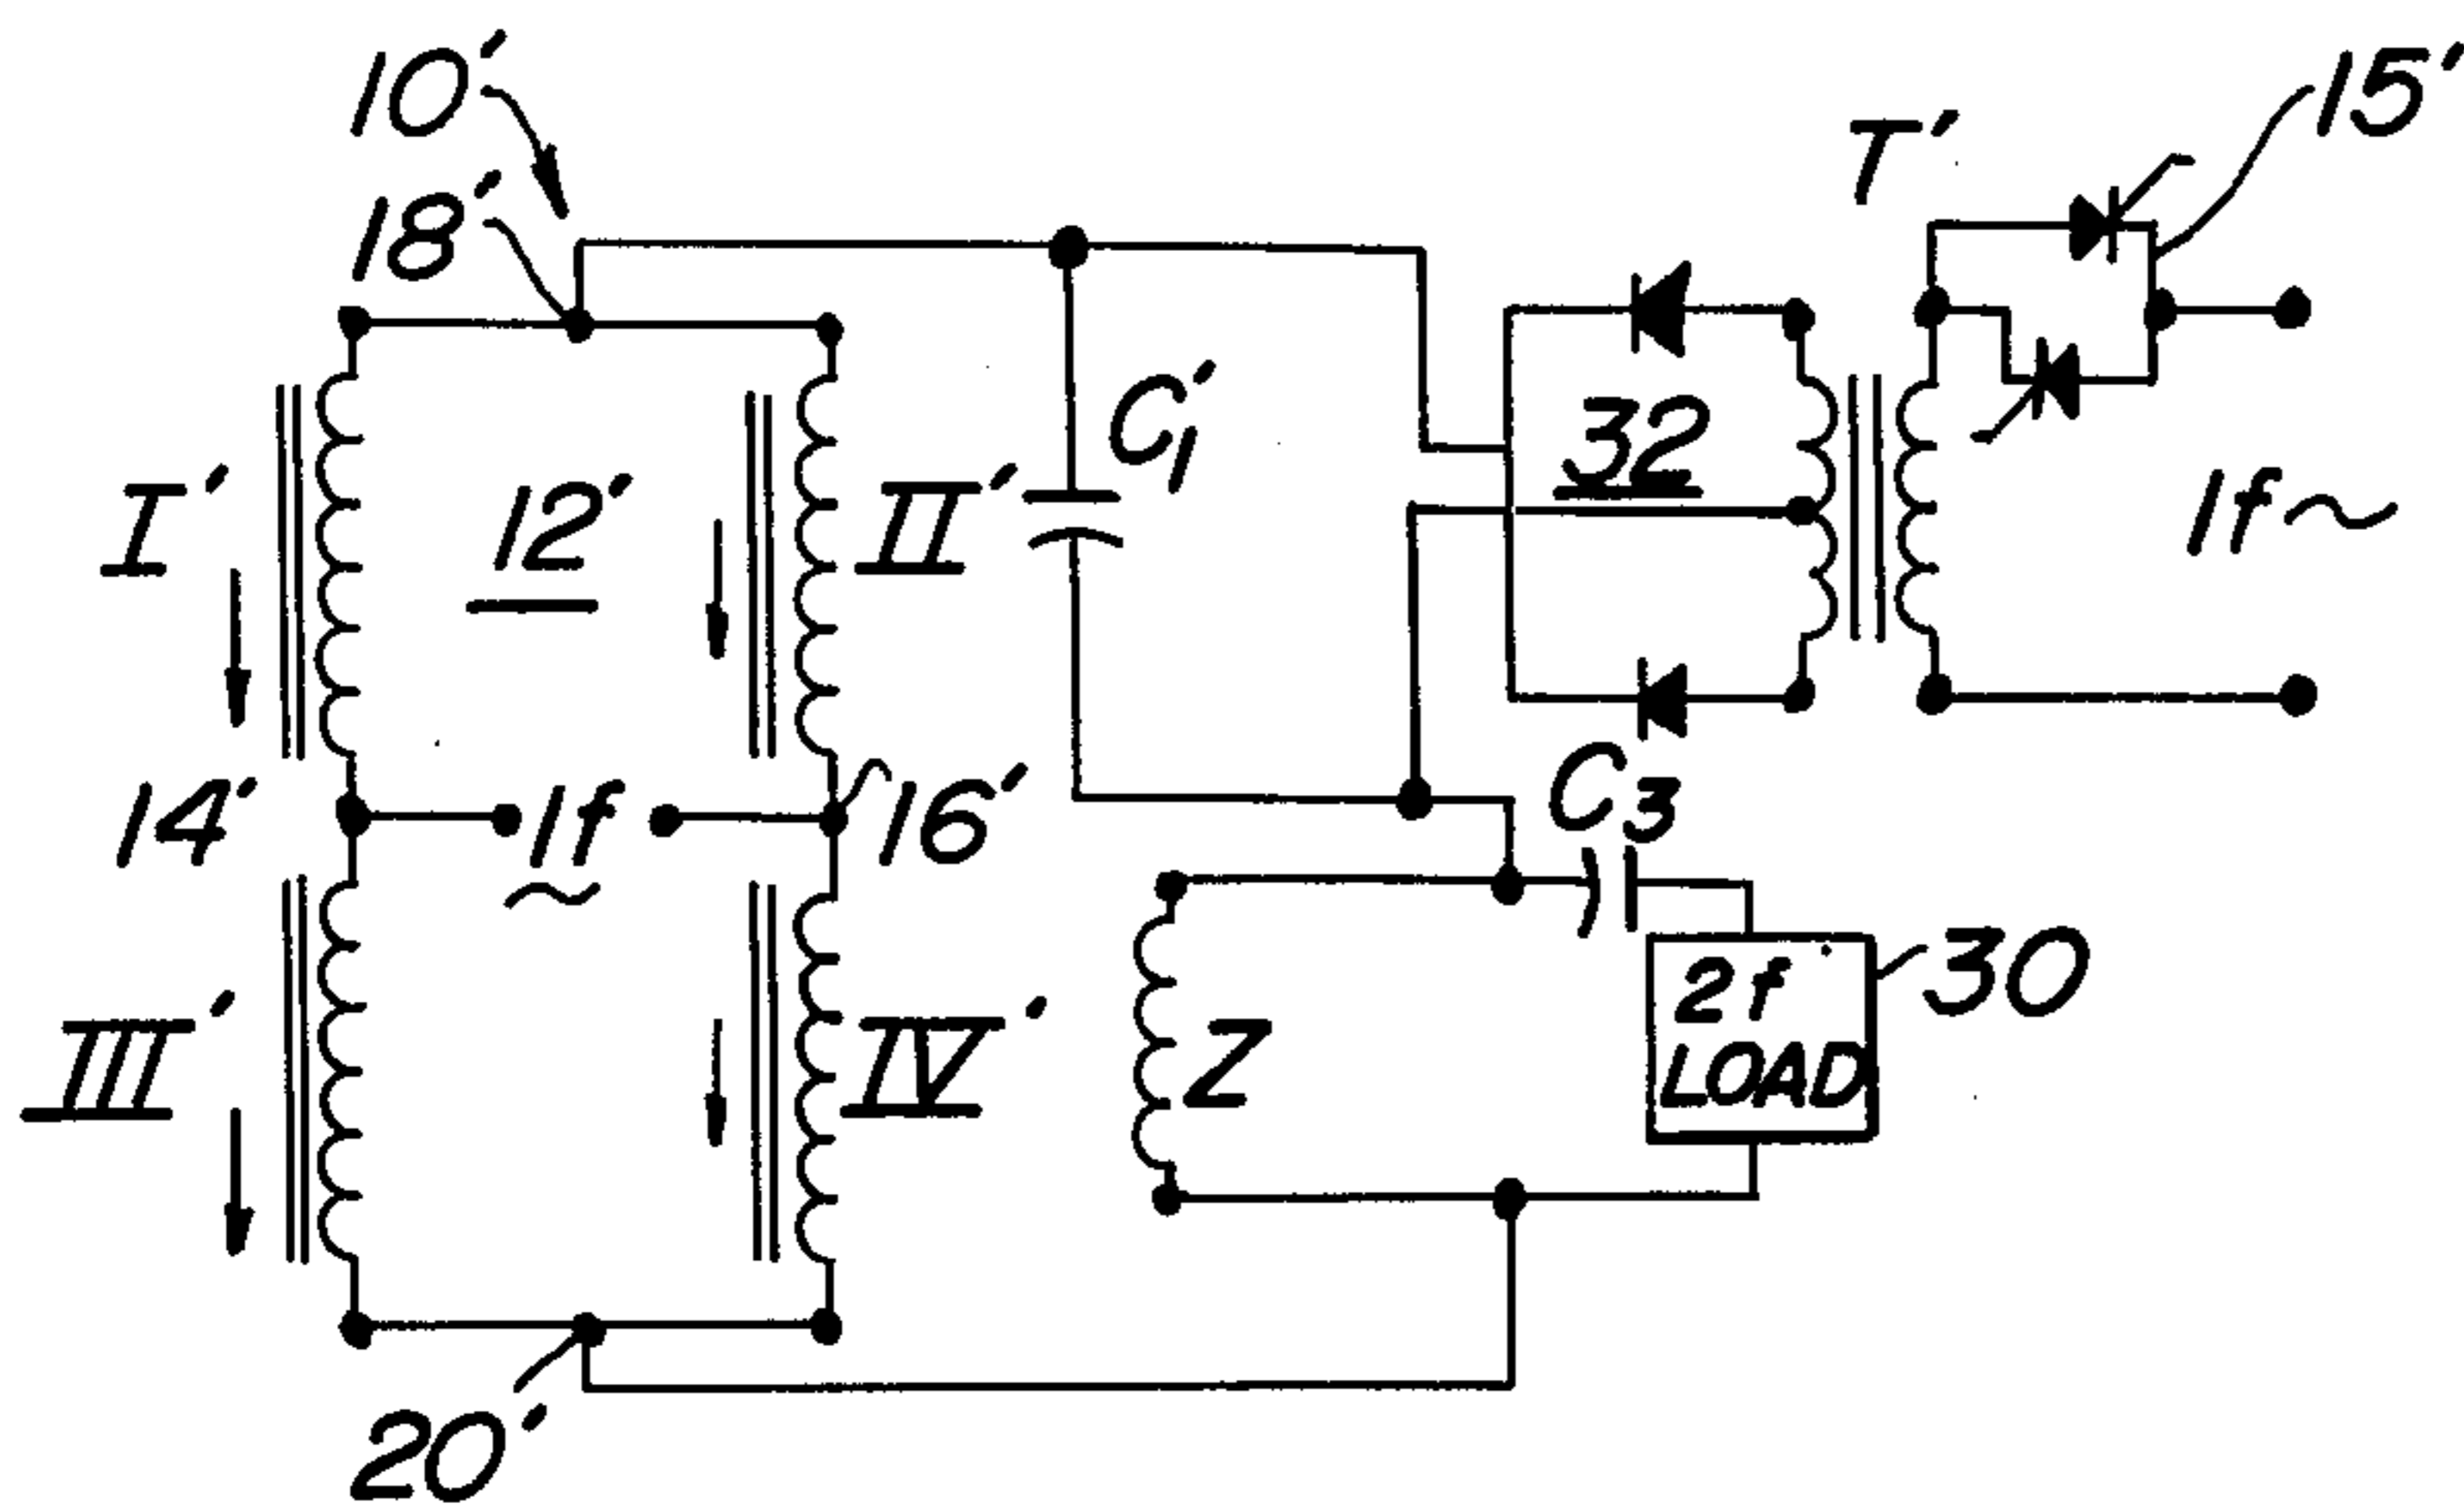 10′
15′
T′
18′
C₁′
32
I′
12′
II′
1f~
C₃
14′
1f
~
16′
2f
LOAD
30
III′
IV′
Z
20′